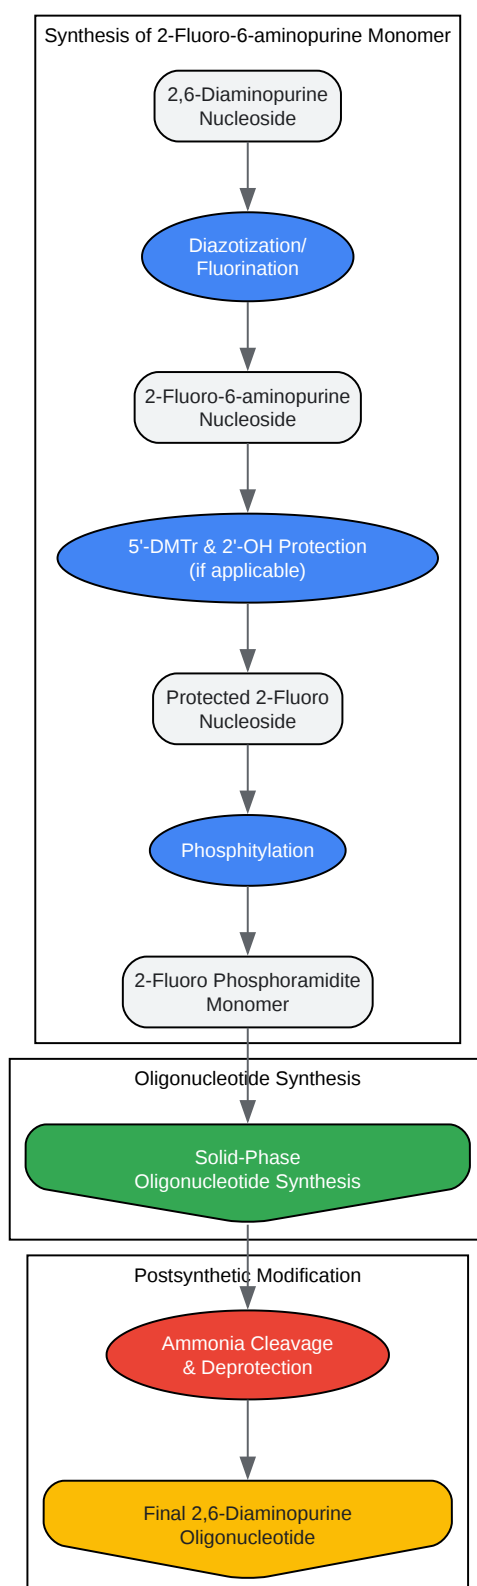 Synthesis of 2-Fluoro-6-aminopurine Monomer
2,6-Diaminopurine
Nucleoside
Diazotization/
Fluorination
2-Fluoro-6-aminopurine
Nucleoside
5'-DMTr & 2'-OH Protection
(if applicable)
Protected 2-Fluoro
Nucleoside
Phosphitylation
2-Fluoro Phosphoramidite
Monomer
Oligonucleotide Synthesis
Solid-Phase
Oligonucleotide Synthesis
Postsynthetic Modification
Ammonia Cleavage
& Deprotection
Final 2,6-Diaminopurine
Oligonucleotide